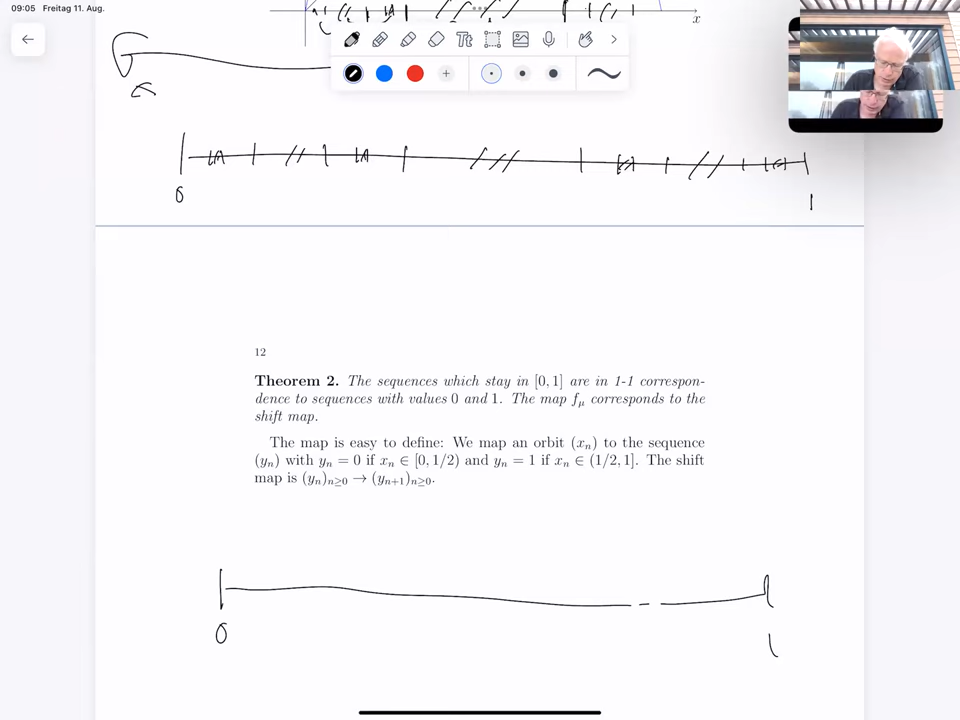 09:05 Freitag 11. Aug.
x
Tt
0
1
12
Theorem 2. The sequences which stay in [0, 1] are in 1-1 correspon-
dence to sequences with values 0 and 1. The map fμ corresponds to the
shift map.
The map is easy to define: We map an orbit (xₙ) to the sequence
(yₙ) with yₙ = 0 if xₙ ∈ [0, 1/2) and yₙ = 1 if xₙ ∈ (1/2, 1]. The shift
map is (yₙ)ₙ≥₀ → (yₙ₊₁)ₙ≥₀.
0
1